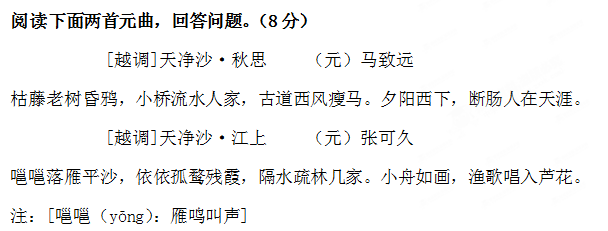 阅读下面两首元曲，回答问题。（8分）
[越调]天净沙·秋思 （元）马致远
枯藤老树昏鸦，小桥流水人家，古道西风瘦马。夕阳西下，断肠人在天涯。
[越调]天净沙·江上 （元）张可久
嗈嗈落雁平沙，依依孤鹜残霞，隔水疏林几家。小舟如画，渔歌唱入芦花。
注：[嗈嗈（yōng）：雁鸣叫声]